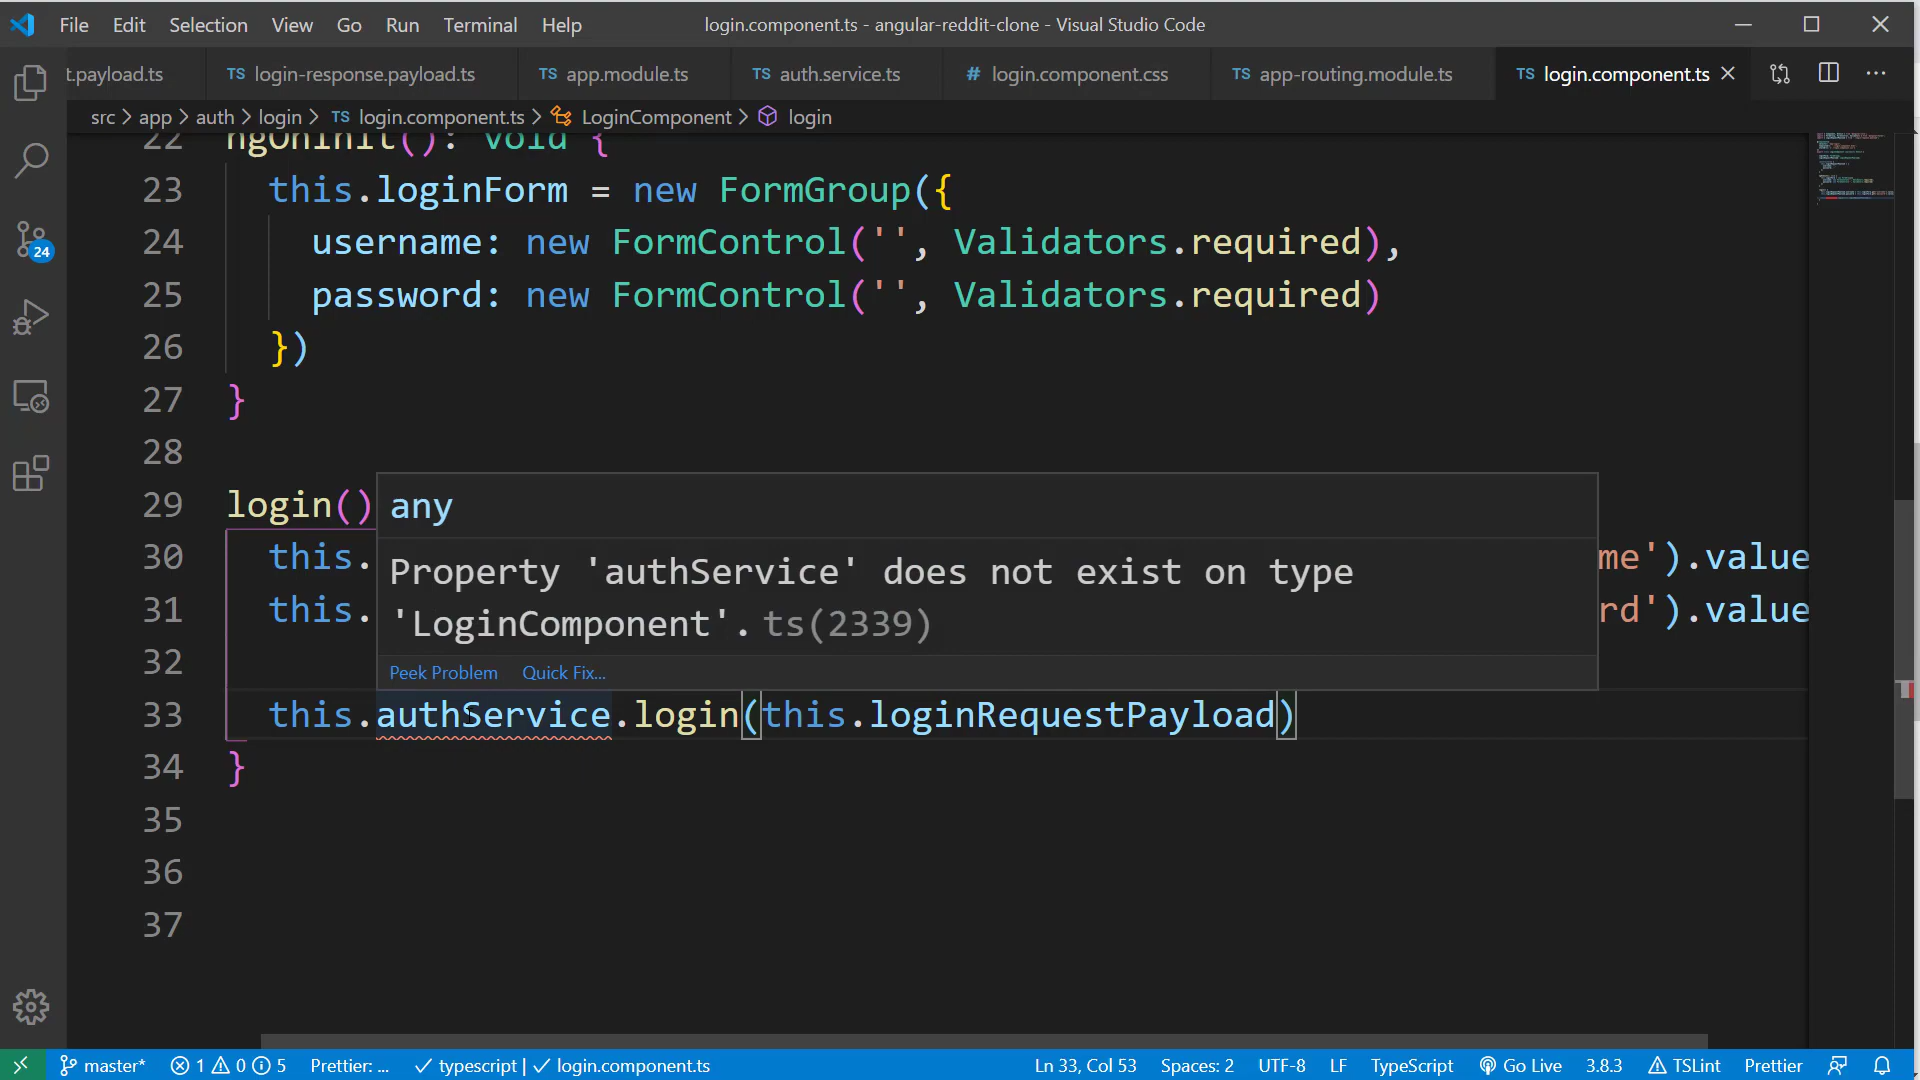 File Edit Selection View Go Run Terminal Help login.component.ts - angular-reddit-clone - Visual Studio Code
t.payload.ts TS login-response.payload.ts TS app.module.ts TS auth.service.ts # login.component.css TS app-routing.module.ts TS login.component.ts
src > app > auth > login > TS login.component.ts > LoginComponent > login
22 ngOnInit(): void {
23 this.loginForm = new FormGroup({
24 username: new FormControl('', Validators.required),
25 password: new FormControl('', Validators.required)
26 })
27 }
28
29 login() any
30 this. me').value
Property 'authService' does not exist on type
31 this. rd').value
'LoginComponent'. ts(2339)
32
Peek Problem Quick Fix...
33 this.authService.login(this.loginRequestPayload)
34 }
35
36
37
24
master* 1 0 5 Prettier: ... typescript | login.component.ts Ln 33, Col 53 Spaces: 2 UTF-8 LF TypeScript Go Live 3.8.3 TSLint Prettier